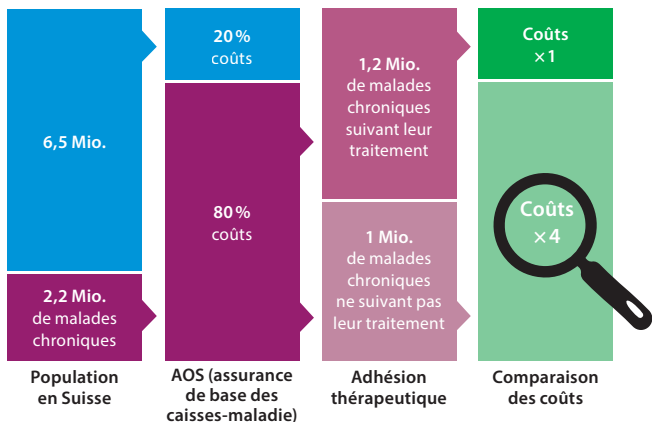 6,5 Mio.
2,2 Mio.
de malades
chroniques
Population
en Suisse
20 %
coûts
80 %
coûts
AOS (assurance
de base des
caisses-maladie)
1,2 Mio.
de malades
chroniques
suivant leur
traitement
1 Mio.
de malades
chroniques
ne suivant pas
leur traitement
Adhésion
thérapeutique
Coûts
× 1
Coûts
× 4
Comparaison
des coûts